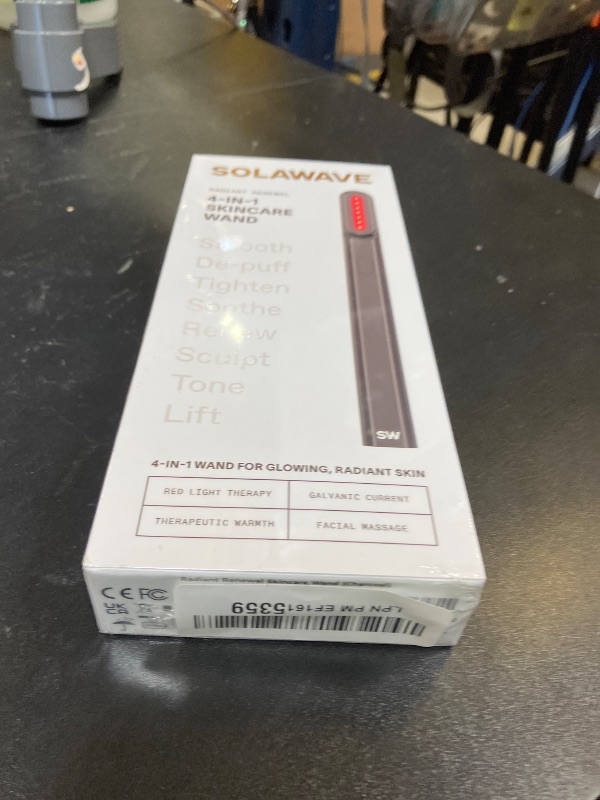 SOLAWAVE
RADIANT RENEWAL
4-IN-1
SKINCARE
WAND
Smooth
De-puff
Tighten
Soothe
Renew
Sculpt
Tone
Lift
SW
4-IN-1 WAND FOR GLOWING, RADIANT SKIN
RED LIGHT THERAPY
GALVANIC CURRENT
THERAPEUTIC WARMTH
FACIAL MASSAGE
Radiant Renewal Skincare Wand (Charcoal)
CE FC
UK
CA
LPN PM EF1615359